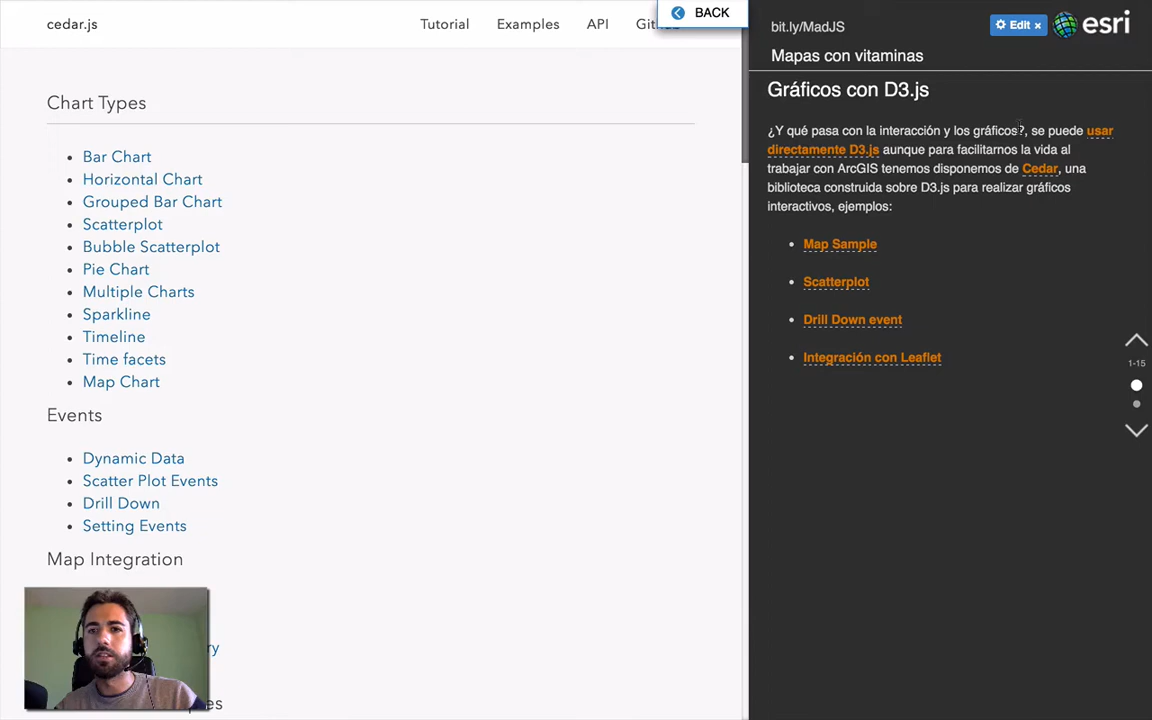 cedar.js
Tutorial
Examples
API
BACK
Chart Types
Bar Chart
Horizontal Chart
Grouped Bar Chart
Scatterplot
Bubble Scatterplot
Pie Chart
Multiple Charts
Sparkline
Timeline
Time facets
Map Chart
Events
Dynamic Data
Scatter Plot Events
Drill Down
Setting Events
Map Integration
bit.ly/MadJS
Edit ×
esri
Mapas con vitaminas
Gráficos con D3.js
¿Y qué pasa con la interacción y los gráficos?, se puede usar
directamente D3.js aunque para facilitarnos la vida al
trabajar con ArcGIS tenemos disponemos de Cedar, una
biblioteca construida sobre D3.js para realizar gráficos
interactivos, ejemplos:
Map Sample
Scatterplot
Drill Down event
Integración con Leaflet
1-15